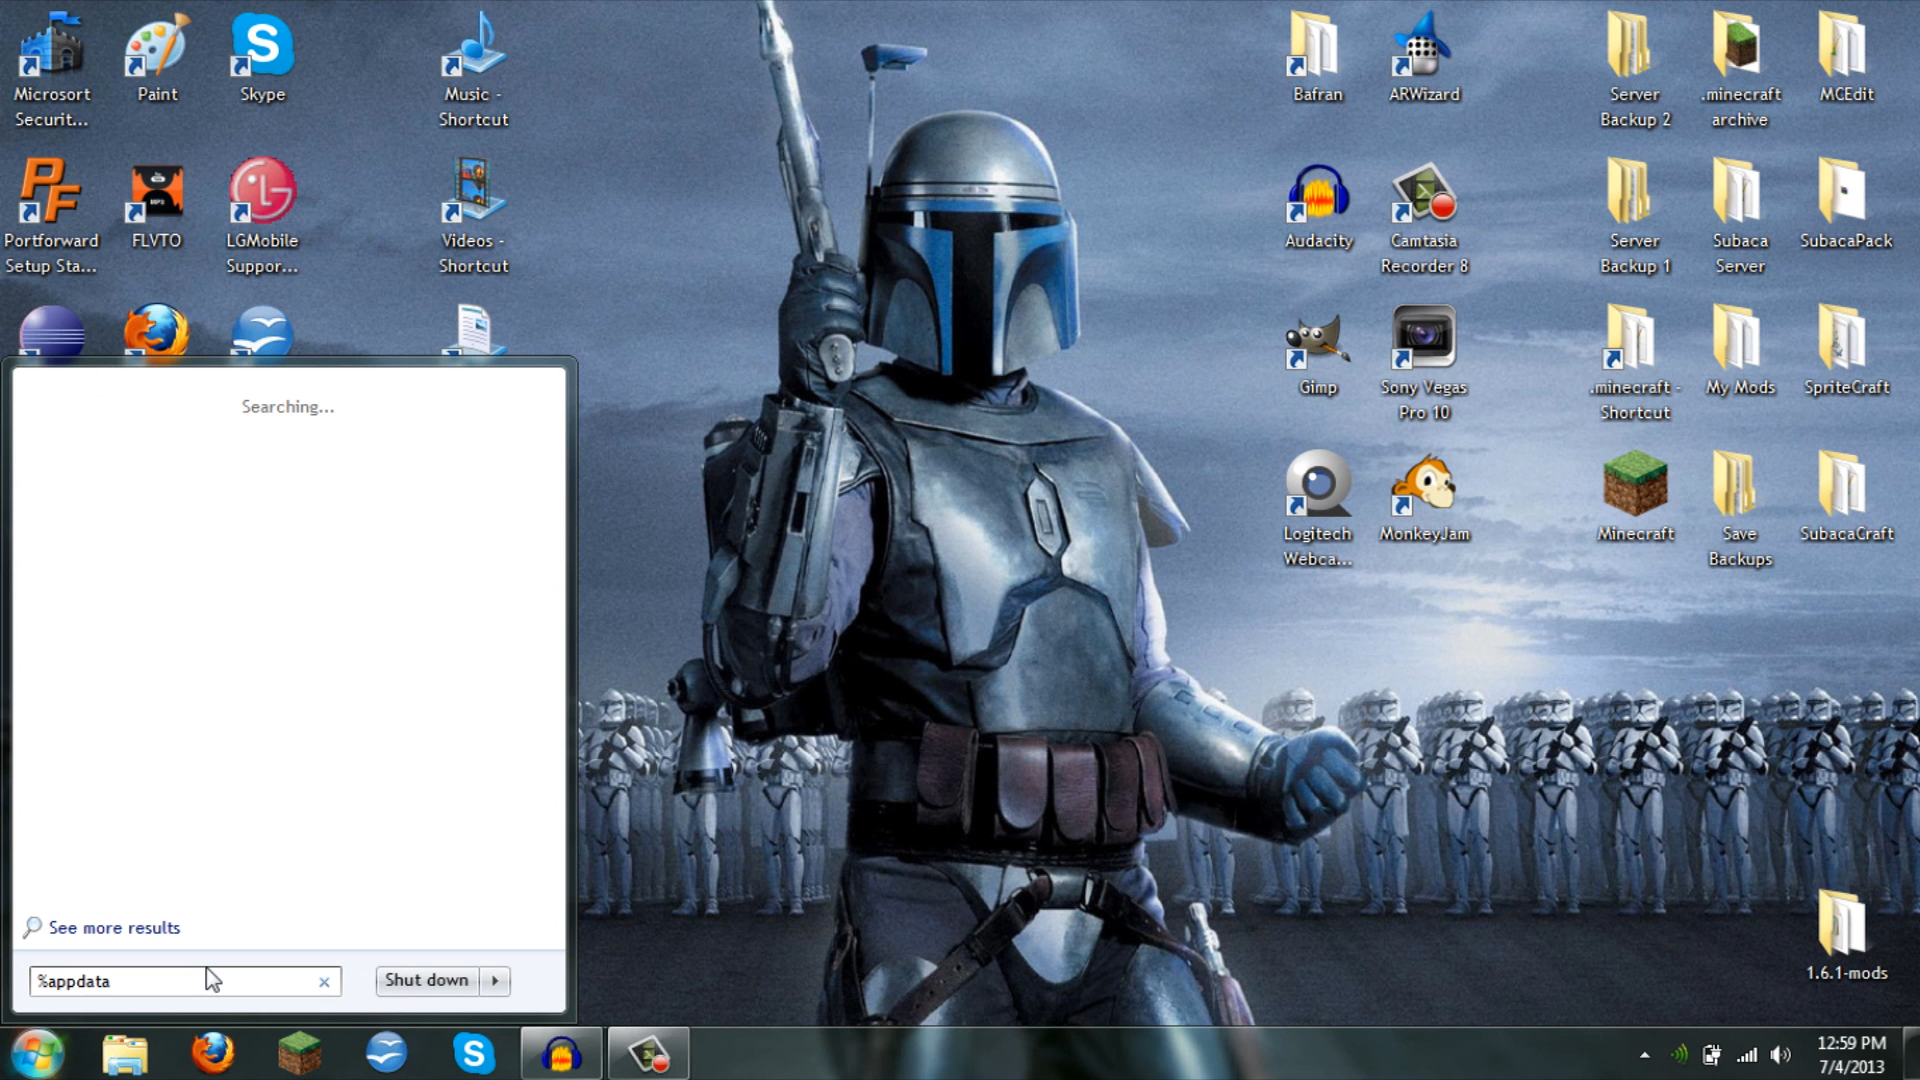 Microsort
Securit...
Paint
Skype
Music -
Shortcut
Bafran
ARWizard
Server
Backup 2
.minecraft
archive
MCEdit
Portforward
Setup Sta...
FLVTO
LGMobile
Suppor...
Videos -
Shortcut
Audacity
Camtasia
Recorder 8
Server
Backup 1
Subaca
Server
SubacaPack
Gimp
Sony Vegas
Pro 10
.minecraft -
Shortcut
My Mods
SpriteCraft
Logitech
Webca...
MonkeyJam
Minecraft
Save
Backups
SubacaCraft
1.6.1-mods
Searching...
See more results
%appdata
Shut down
12:59 PM
7/4/2013